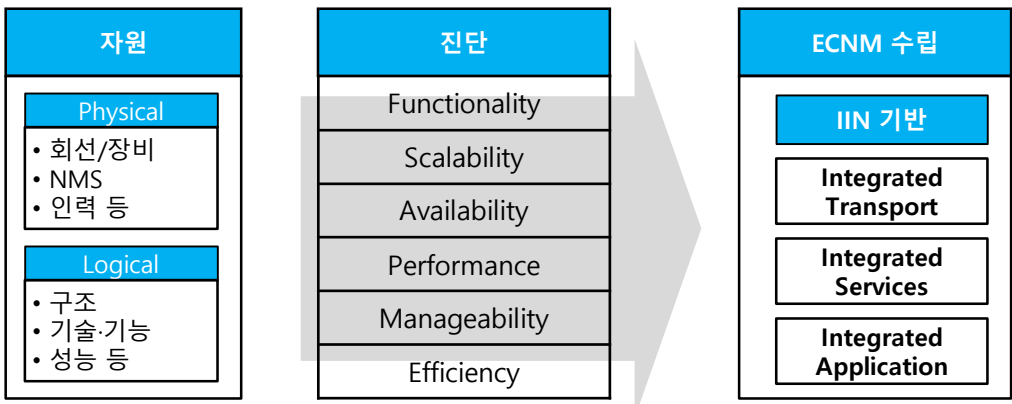 자원
Physical
• 회선/장비
• NMS
• 인력 등
Logical
• 구조
• 기술·기능
• 성능 등
진단
Functionality
Scalability
Availability
Performance
Manageability
Efficiency
ECNM 수립
IIN 기반
Integrated
Transport
Integrated
Services
Integrated
Application